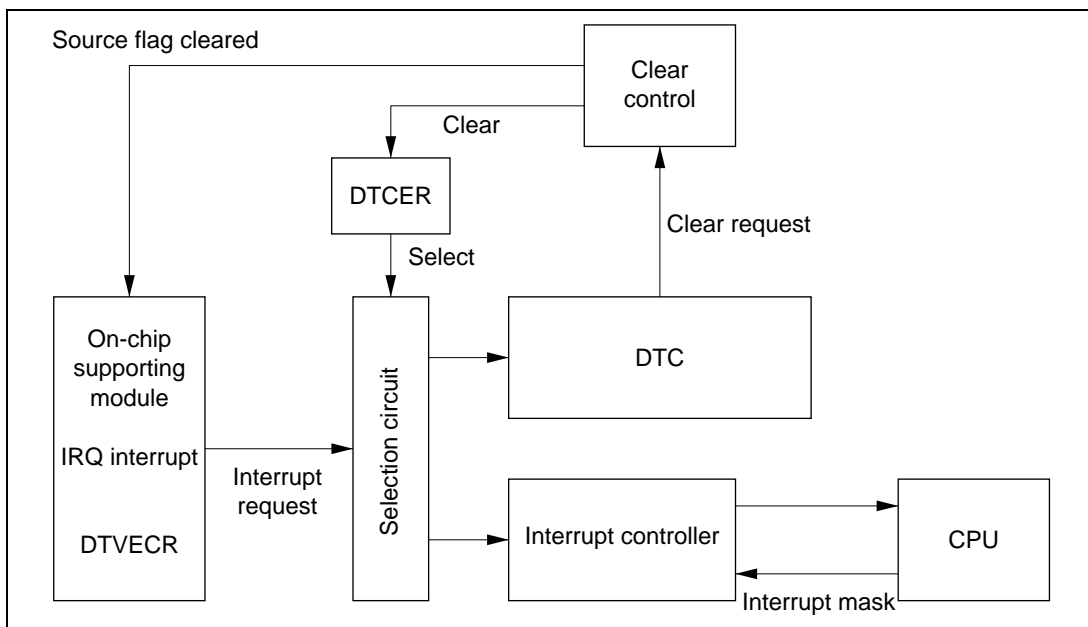 Source flag cleared
Clear
control
Clear
DTCER
Clear request
Select
On-chip
supporting
module
IRQ interrupt
DTVECR
Interrupt
request
Selection circuit
DTC
Interrupt controller
CPU
Interrupt mask